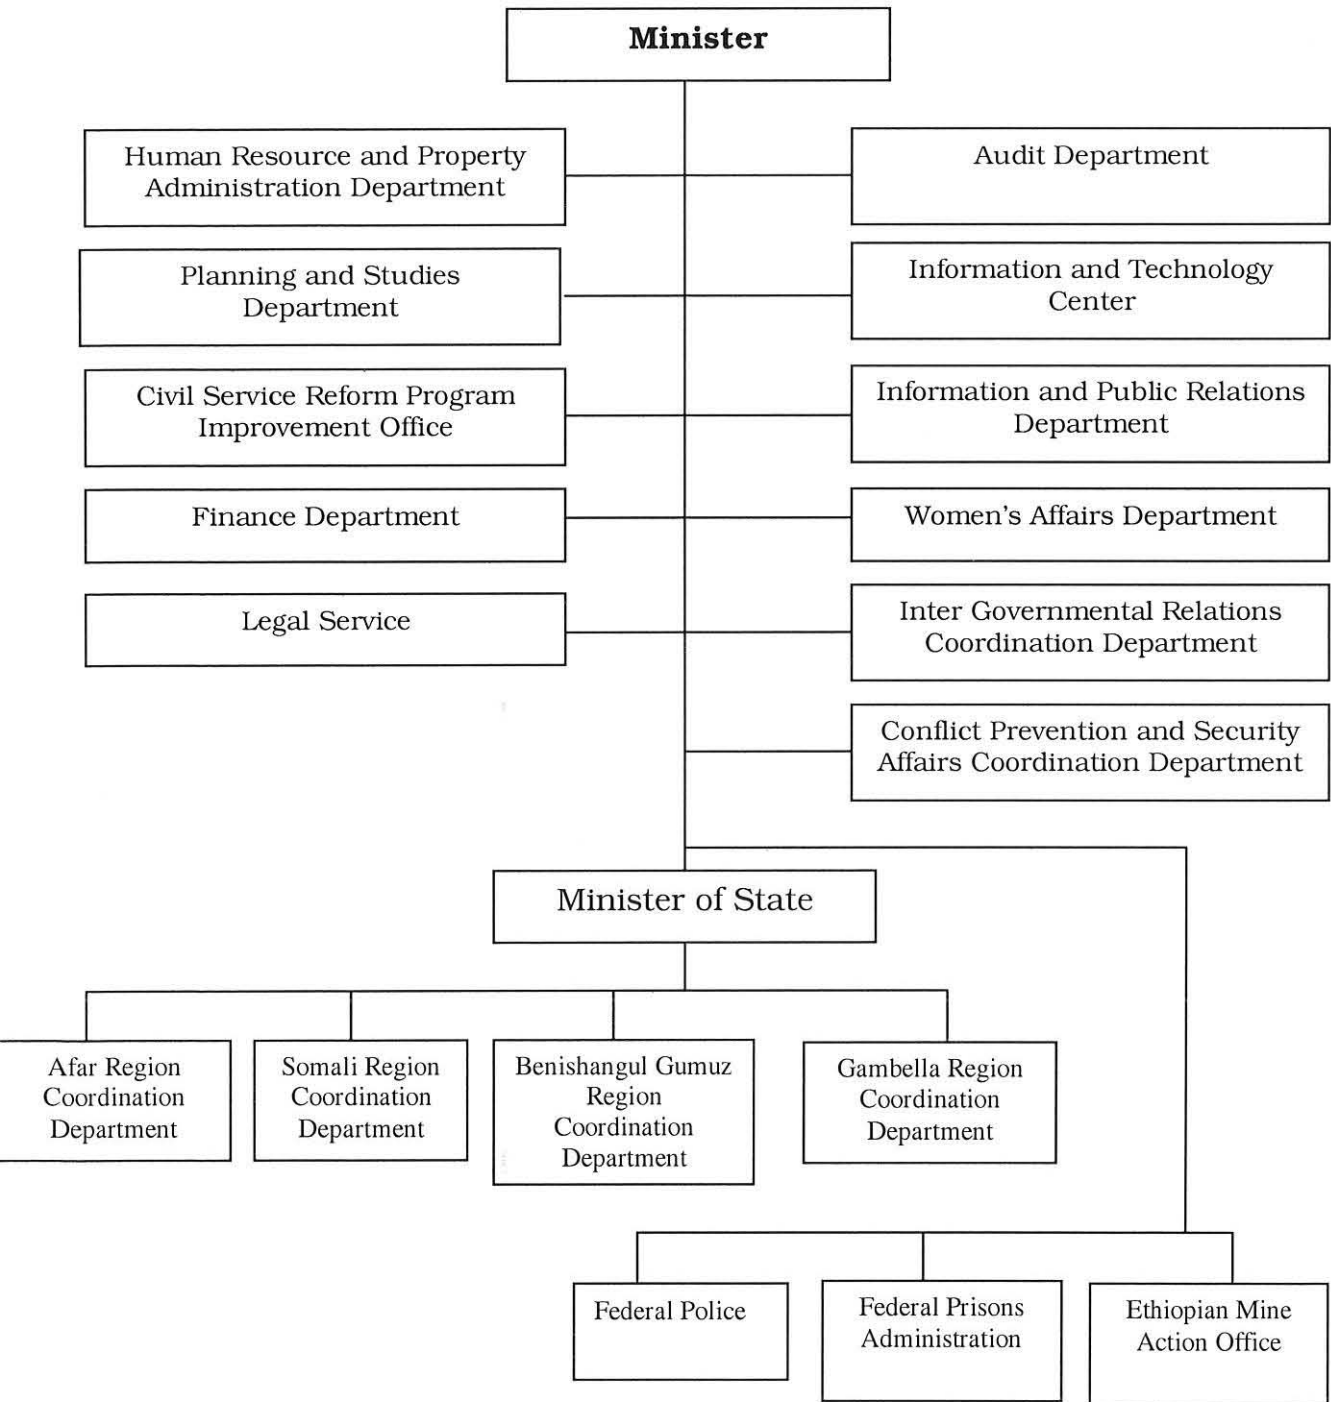 Minister
Human Resource and Property
Administration Department
Audit Department
Planning and Studies
Department
Information and Technology
Center
Civil Service Reform Program
Improvement Office
Information and Public Relations
Department
Finance Department
Women's Affairs Department
Legal Service
Inter Governmental Relations
Coordination Department
Conflict Prevention and Security
Affairs Coordination Department
Minister of State
Afar Region
Coordination
Department
Somali Region
Coordination
Department
Benishangul Gumuz
Region
Coordination
Department
Gambella Region
Coordination
Department
Federal Police
Federal Prisons
Administration
Ethiopian Mine
Action Office